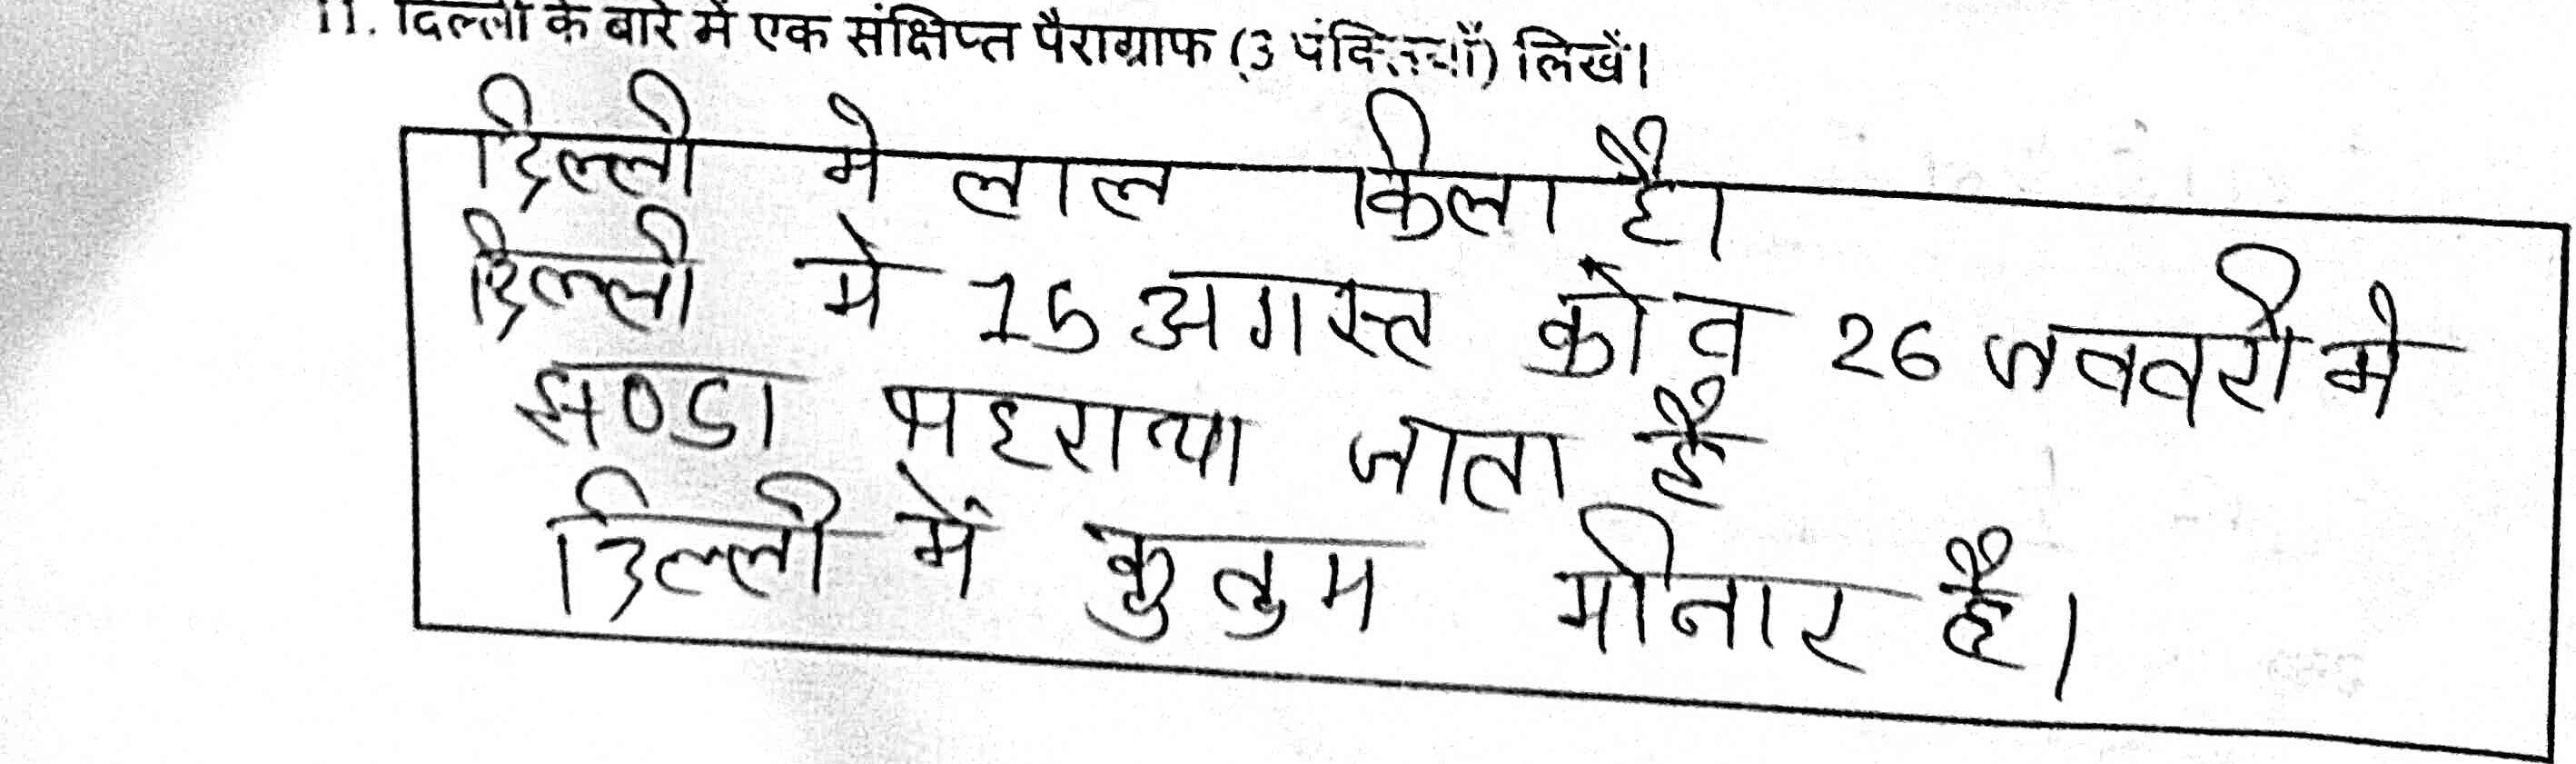 11. दिल्ली के बारे में एक संक्षिप्त पैराग्राफ (3 पंक्तियाँ) लिखें।
दिल्ली मे लाल किला है।
दिल्ली मे 15 अगस्त को व 26 जनवरी मे
झण्डा फहराया जाता है
दिल्ली में कुतुम मीनार है।